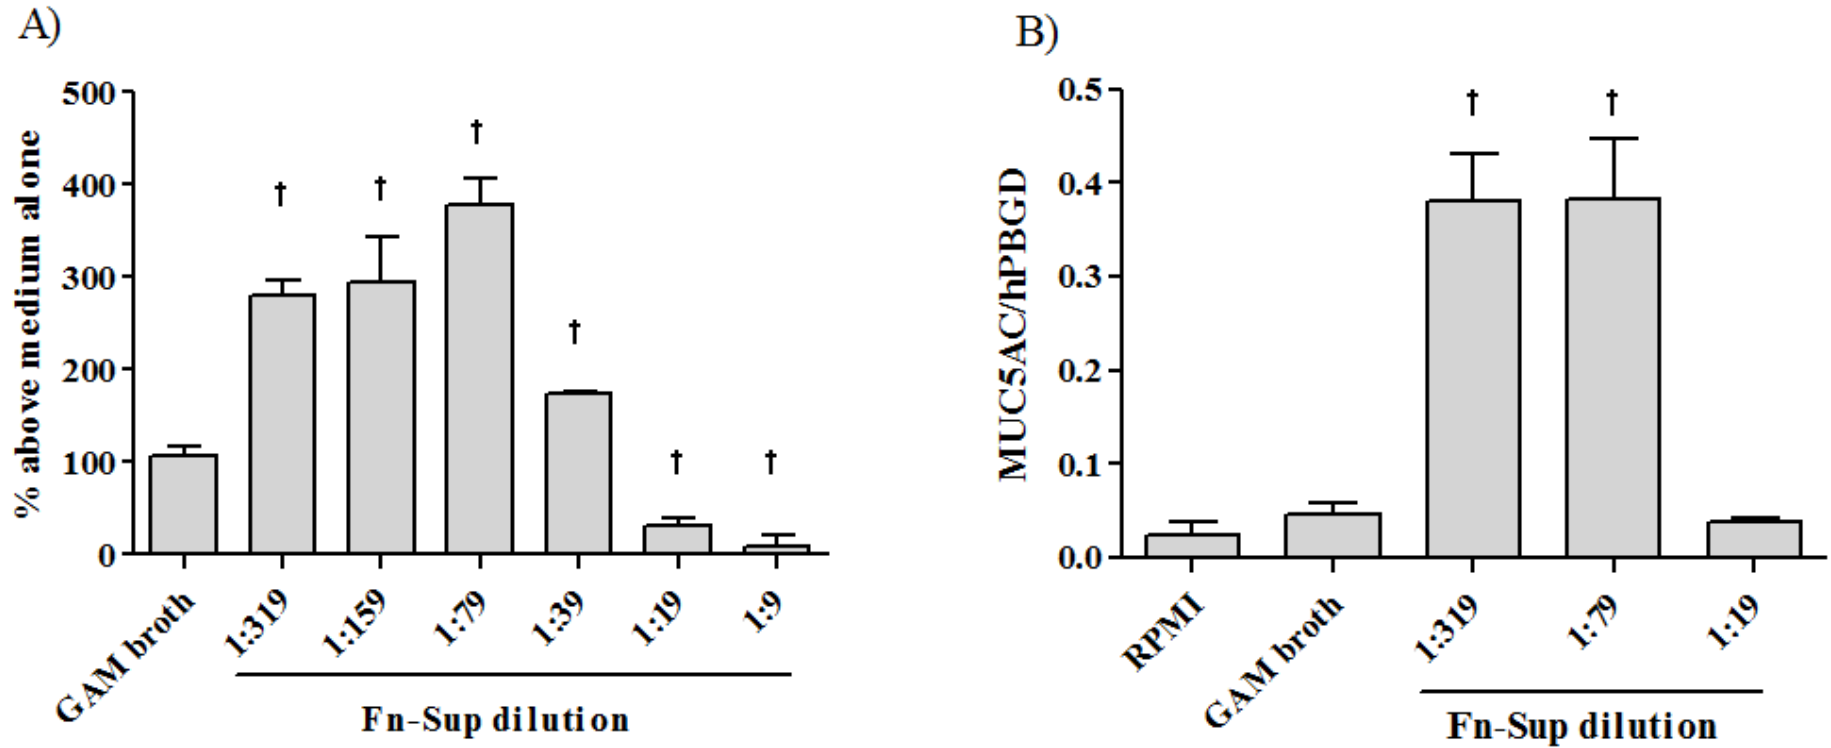 A)
% above medium alone
500
400
300
200
100
0
† † † † † †
GAM broth 1:319 1:159 1:79 1:39 1:19 1:9
Fn-Sup dilution
B)
MUC5AC/hPBGD
0.5
0.4
0.3
0.2
0.1
0.0
† †
RPMI GAM broth 1:319 1:79 1:19
Fn-Sup dilution